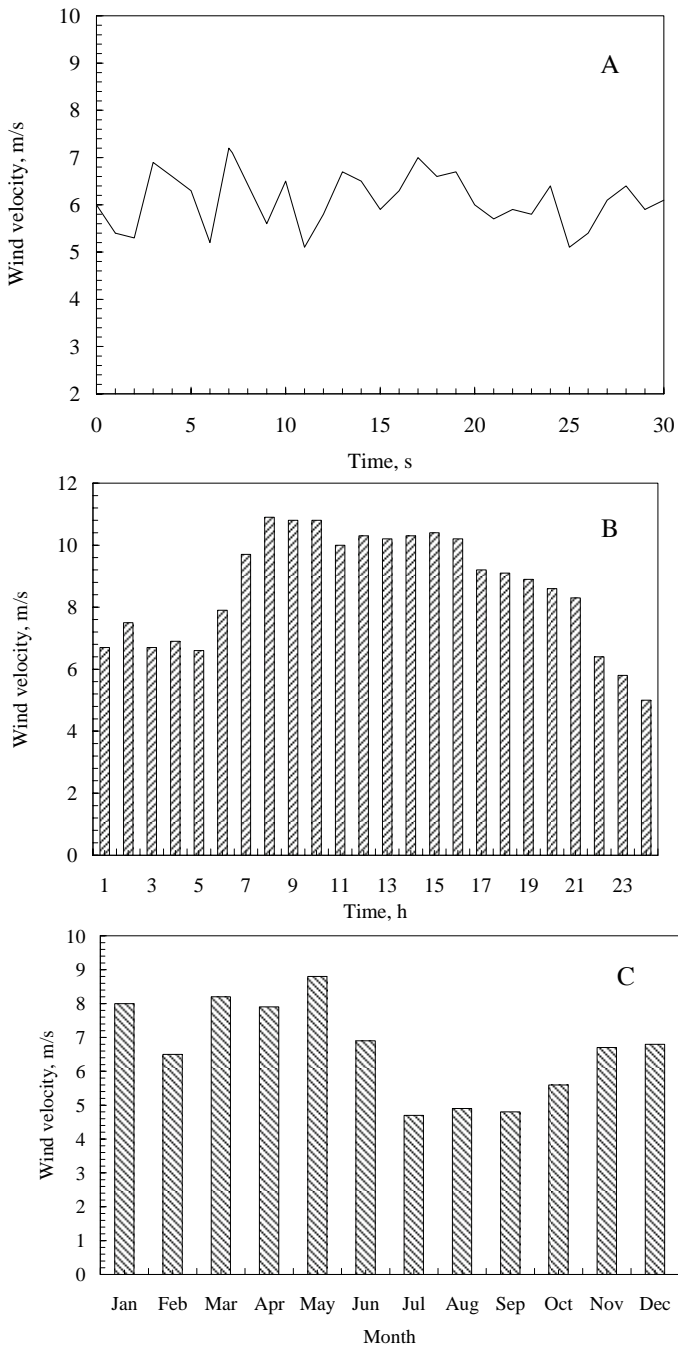 10
A
9
8
7
6
5
4
3
2
Wind velocity, m/s
0 5 10 15 20 25 30
Time, s
12
B
10
8
6
4
2
0
Wind velocity, m/s
1 3 5 7 9 11 13 15 17 19 21 23
Time, h
10
C
9
8
7
6
5
4
3
2
1
0
Wind velocity, m/s
Jan Feb Mar Apr May Jun Jul Aug Sep Oct Nov Dec
Month